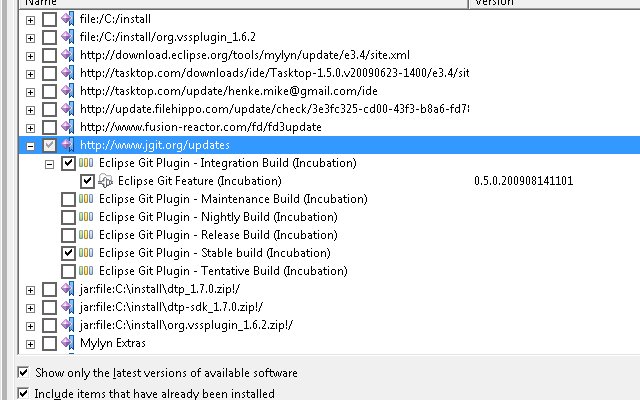 Name Version
file:/C:/install
file:/C:/install/org.vssplugin_1.6.2
http://download.eclipse.org/tools/mylyn/update/e3.4/site.xml
http://tasktop.com/downloads/ide/Tasktop-1.5.0.v20090623-1400/e3.4/sit
http://tasktop.com/update/henke.mike@gmail.com/ide
http://update.filehippo.com/update/check/3e3fc325-cd00-43f3-b8a6-fd78
http://www.fusion-reactor.com/fd/fd3update
http://www.jgit.org/updates
Eclipse Git Plugin - Integration Build (Incubation)
Eclipse Git Feature (Incubation) 0.5.0.200908141101
Eclipse Git Plugin - Maintenance Build (Incubation)
Eclipse Git Plugin - Nightly Build (Incubation)
Eclipse Git Plugin - Release Build (Incubation)
Eclipse Git Plugin - Stable build (Incubation)
Eclipse Git Plugin - Tentative Build (Incubation)
jar:file:C:\install\dtp_1.7.0.zip!/
jar:file:C:\install\dtp-sdk_1.7.0.zip!/
jar:file:C:\install\org.vssplugin_1.6.2.zip!/
Mylyn Extras
Show only the latest versions of available software
Include items that have already been installed